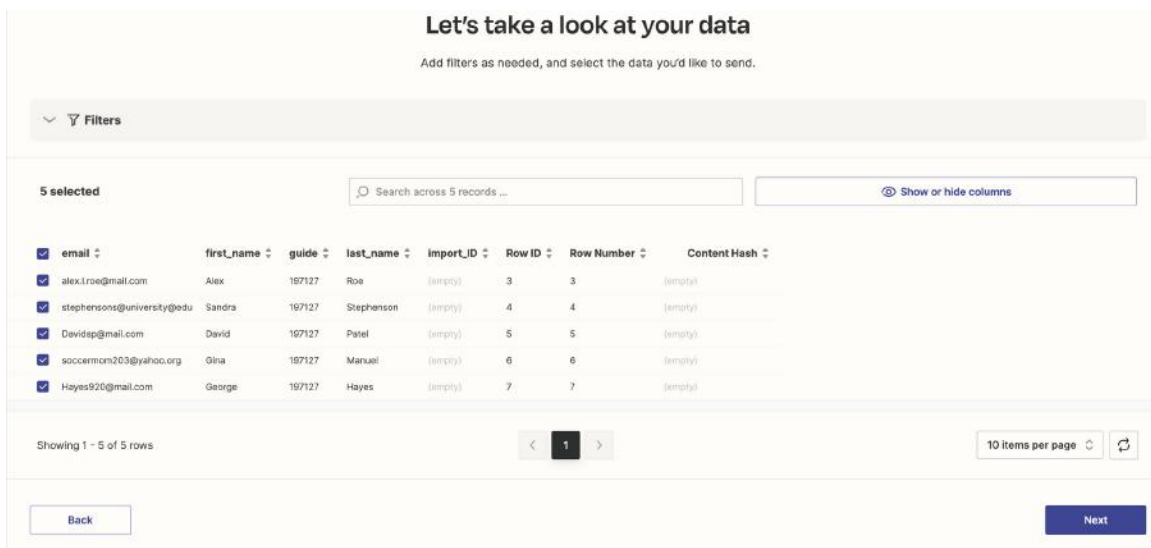 Let's take a look at your data
Add filters as needed, and select the data you'd like to send.
Filters
5 selected
Search across 5 records ...
Show or hide columns
email first_name guide last_name import_ID Row ID Row Number Content Hash
alex.l.roe@mail.com Alex 197127 Roe (empty) 3 3 (empty)
stephensons@university@edu Sandra 197127 Stephenson (empty) 4 4 (empty)
Davidsp@mail.com David 197127 Patel (empty) 5 5 (empty)
soccermom203@yahoo.org Gina 197127 Manuel (empty) 6 6 (empty)
Hayes920@mail.com George 197127 Hayes (empty) 7 7 (empty)
Showing 1 - 5 of 5 rows
1
10 items per page
Back
Next